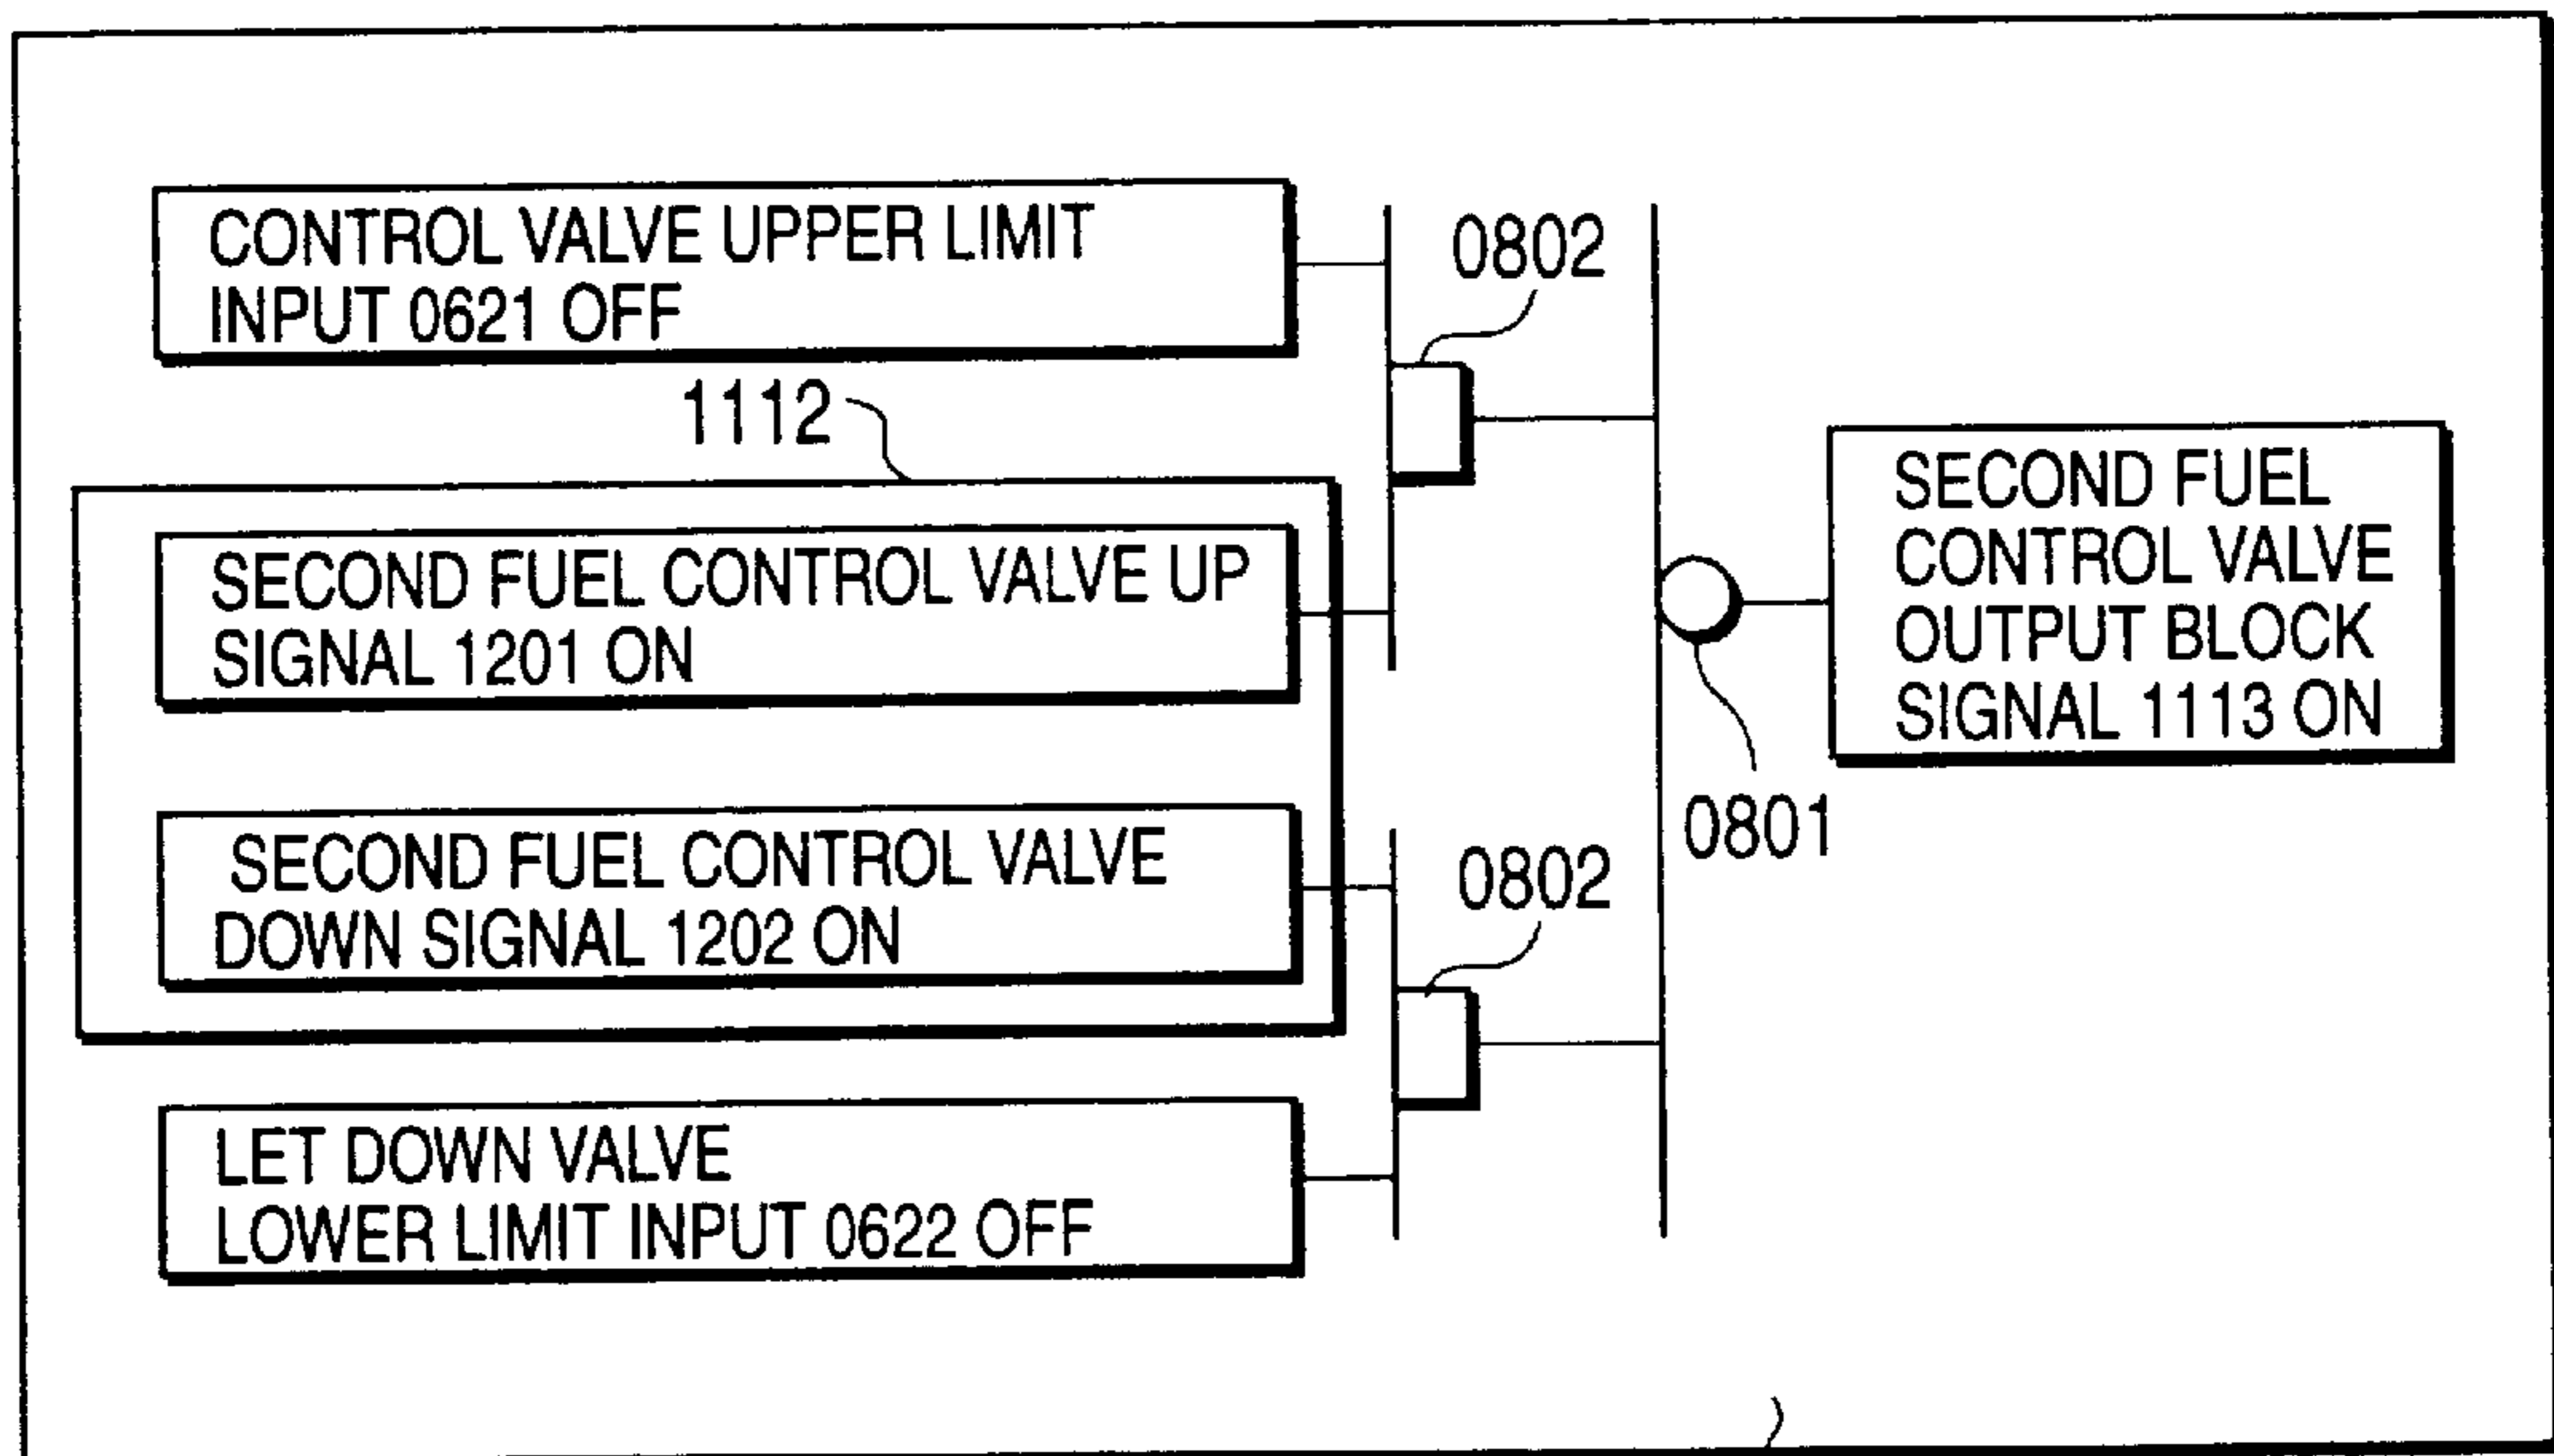 CONTROL VALVE UPPER LIMIT
INPUT 0621 OFF
0802
1112
SECOND FUEL CONTROL VALVE UP
SIGNAL 1201 ON
SECOND FUEL
CONTROL VALVE
OUTPUT BLOCK
SIGNAL 1113 ON
0801
SECOND FUEL CONTROL VALVE
DOWN SIGNAL 1202 ON
0802
LET DOWN VALVE
LOWER LIMIT INPUT 0622 OFF